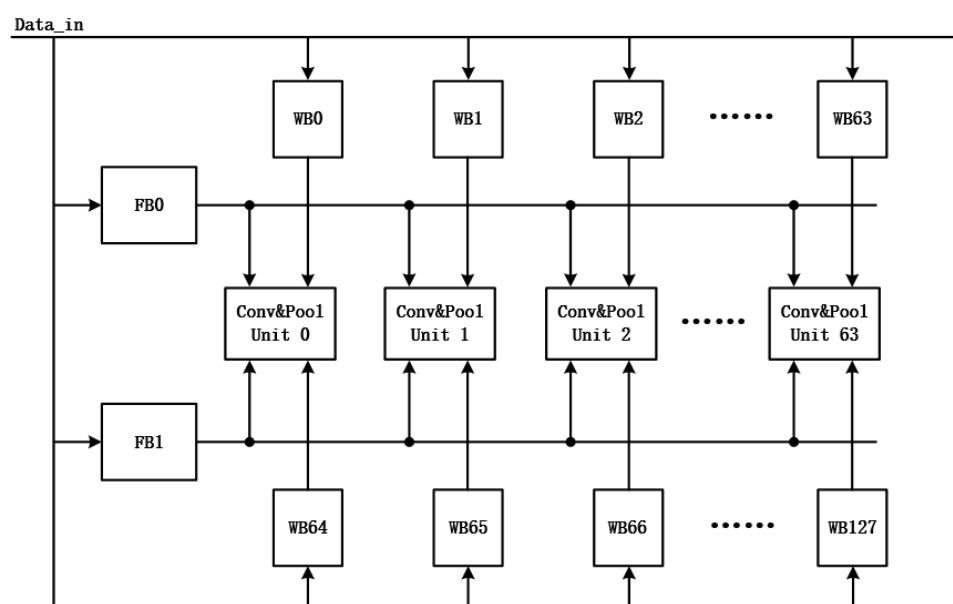 Data_in
WB0
WB1
WB2
......
WB63
FB0
Conv&Pool
Unit 0
Conv&Pool
Unit 1
Conv&Pool
Unit 2
......
Conv&Pool
Unit 63
FB1
WB64
WB65
WB66
......
WB127